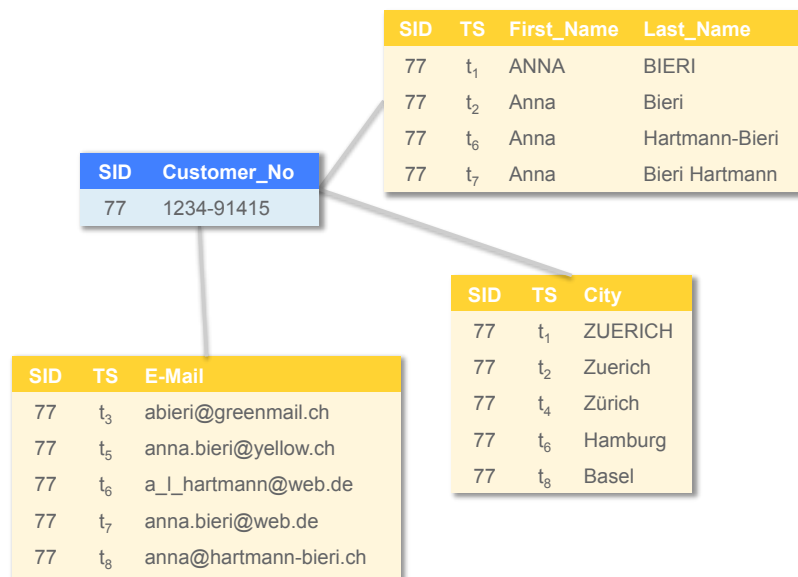 SID TS First_Name Last_Name
77 t₁ ANNA BIERI
77 t₂ Anna Bieri
77 t₆ Anna Hartmann-Bieri
77 t₇ Anna Bieri Hartmann
SID Customer_No
77 1234-91415
SID TS City
77 t₁ ZUERICH
77 t₂ Zuerich
77 t₄ Zürich
77 t₆ Hamburg
77 t₈ Basel
SID TS E-Mail
77 t₃ abieri@greenmail.ch
77 t₅ anna.bieri@yellow.ch
77 t₆ a_l_hartmann@web.de
77 t₇ anna.bieri@web.de
77 t₈ anna@hartmann-bieri.ch